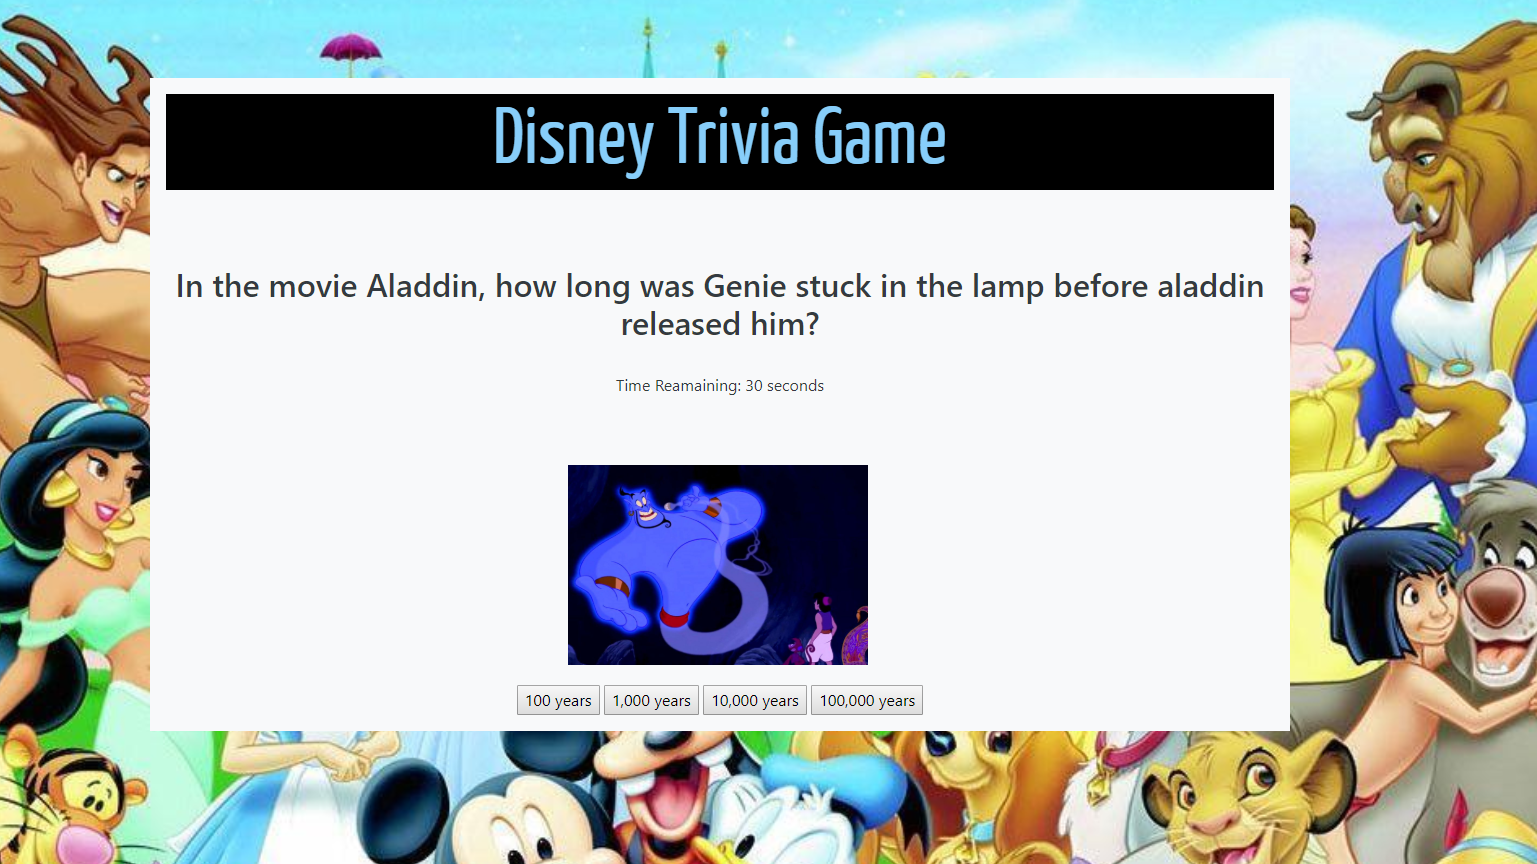 Disney Trivia Game
In the movie Aladdin, how long was Genie stuck in the lamp before aladdin
released him?
Time Reamaining: 30 seconds
100 years 1,000 years 10,000 years 100,000 years